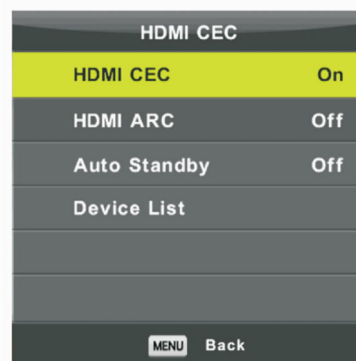 HDMI CEC
HDMI CEC On
HDMI ARC Off
Auto Standby Off
Device List
MENU Back